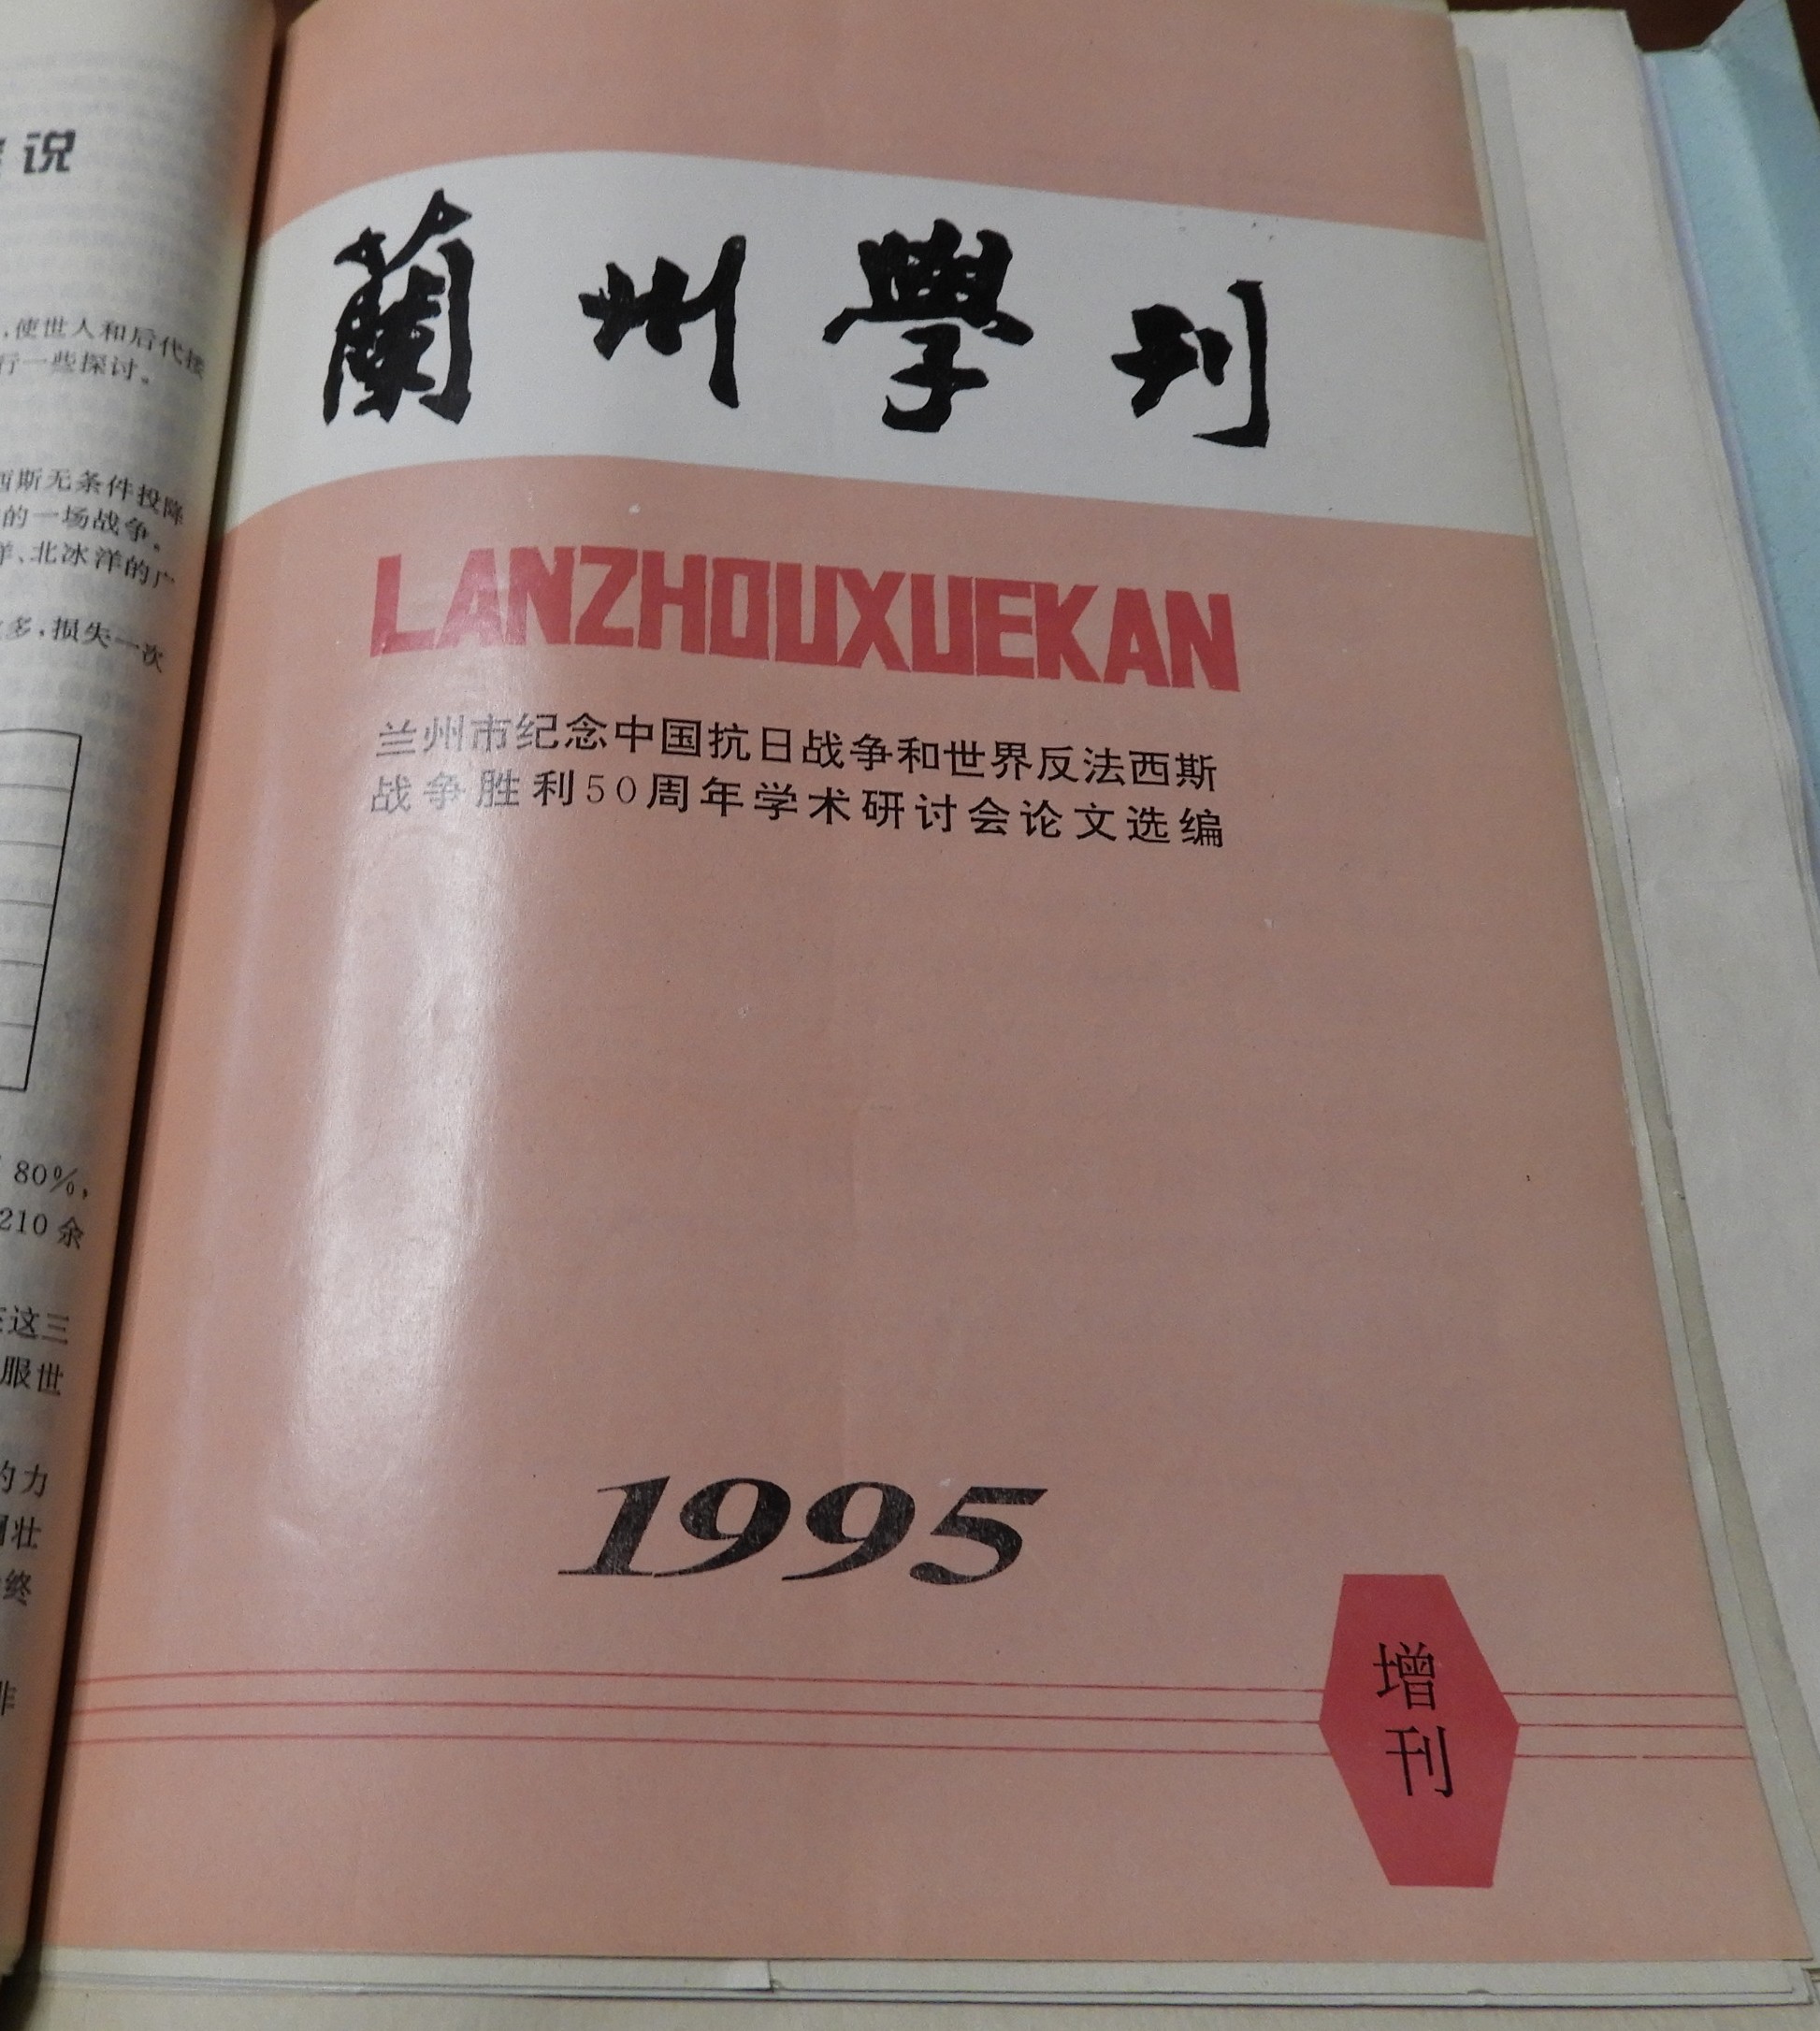 说
,使世人和后代接
行一些探讨。
西斯无条件投降
的一场战争。
洋、北冰洋的广
多,损失一次
80%,
210余
这三
服世
的力
壮
终
非
蘭州學刊
LANZHOUXUEKAN
兰州市纪念中国抗日战争和世界反法西斯
战争胜利50周年学术研讨会论文选编
1995
增
刊